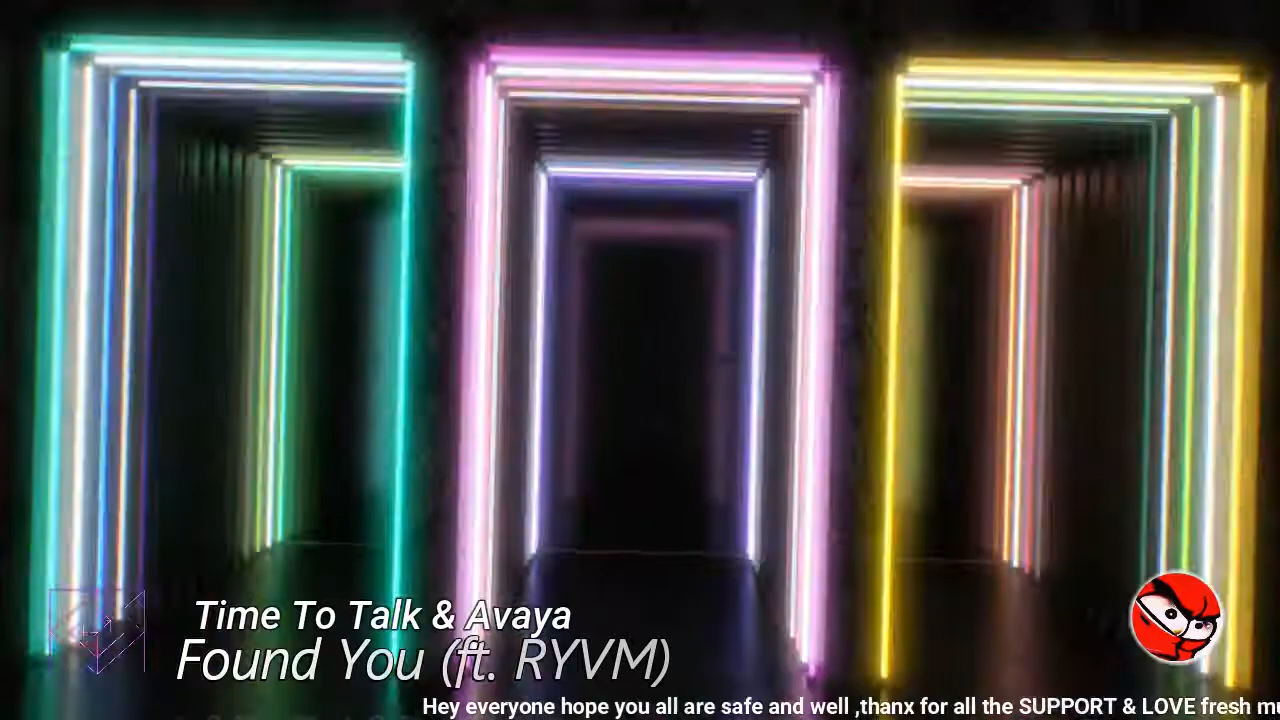 Time To Talk & Avaya
Found You (ft. RYVM)
Hey everyone hope you all are safe and well ,thanx for all the SUPPORT & LOVE fresh mu